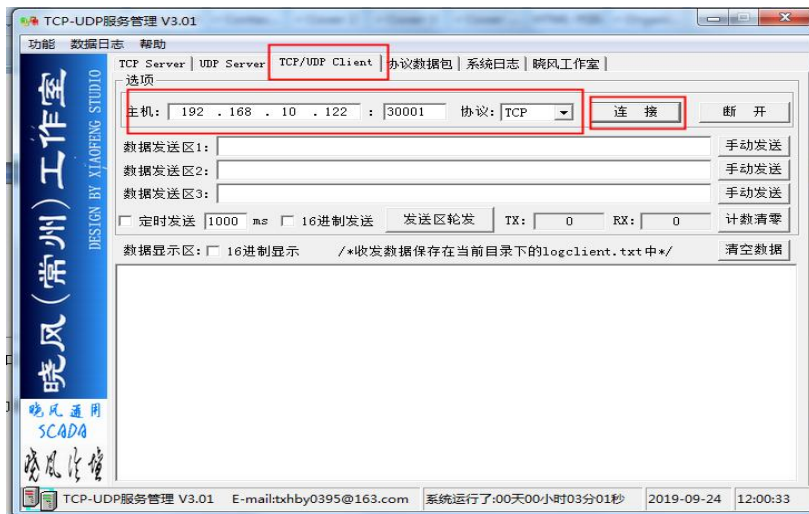 TCP-UDP服务管理 V3.01
功能 数据日志 帮助
TCP Server UDP Server TCP/UDP Client 协议数据包 系统日志 晓风工作室
选项
主机: 192 . 168 . 10 . 122 : 30001 协议: TCP 连 接 断 开
数据发送区1: 手动发送
数据发送区2: 手动发送
数据发送区3: 手动发送
定时发送 1000 ms 16进制发送 发送区轮发 TX: 0 RX: 0 计数清零
数据显示区: 16进制显示 /*收发数据保存在当前目录下的logclient.txt中*/ 清空数据
晓风(常州)工作室
DESIGN BY XIAOFENG STUDIO
晓风通用
SCADA
晓风论坛
TCP-UDP服务管理 V3.01 E-mail:txhby0395@163.com 系统运行了:00天00小时03分01秒 2019-09-24 12:00:33